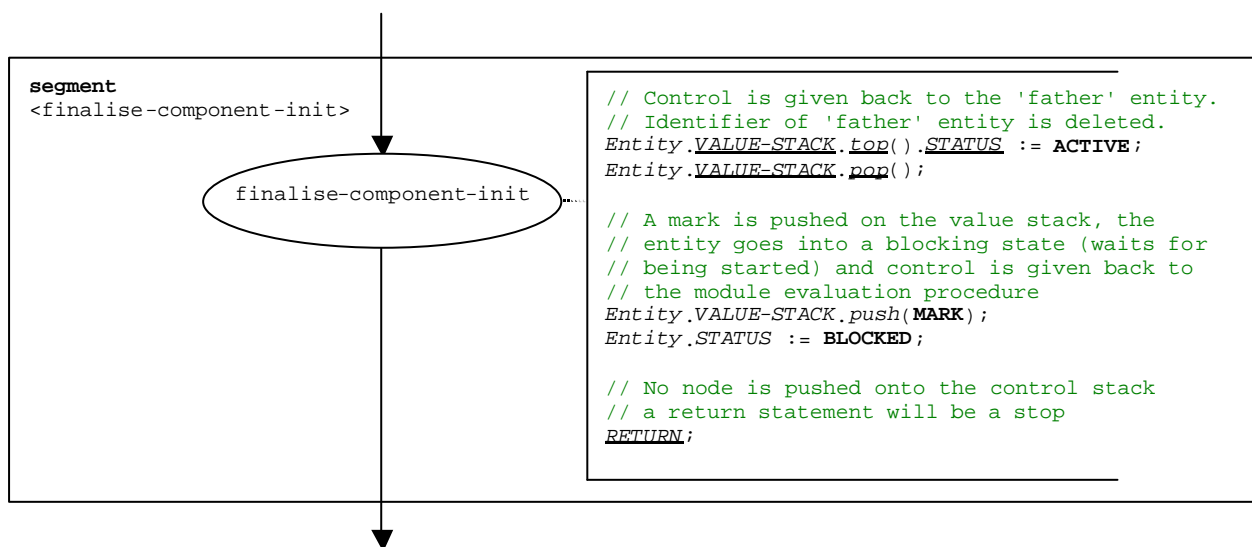 segment
<finalise-component-init>
finalise-component-init
// Control is given back to the 'father' entity.
// Identifier of 'father' entity is deleted.
Entity.VALUE-STACK.top().STATUS := ACTIVE;
Entity.VALUE-STACK.pop();
// A mark is pushed on the value stack, the
// entity goes into a blocking state (waits for
// being started) and control is given back to
// the module evaluation procedure
Entity.VALUE-STACK.push(MARK);
Entity.STATUS := BLOCKED;
// No node is pushed onto the control stack
// a return statement will be a stop
RETURN;